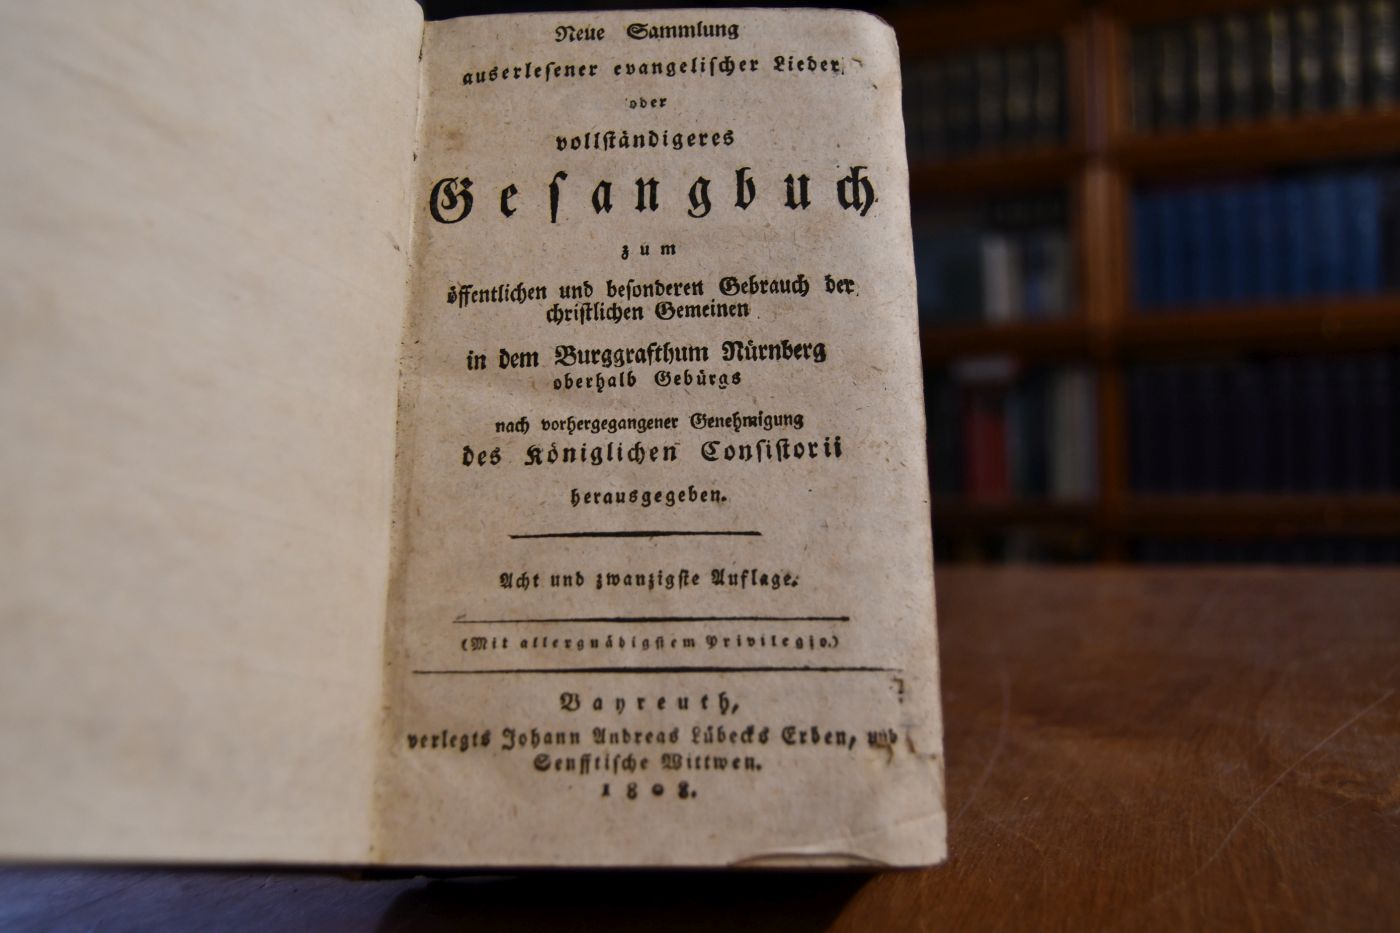 Neue Sammlung
auserlesener evangelischer Lieder,
oder
vollständigeres
Gesangbuch
zum
öffentlichen und besonderen Gebrauch der
christlichen Gemeinen
in dem Burggrafthum Nürnberg
oberhalb Gebürgs
nach vorhergegangener Genehmigung
des Königlichen Consistorii
herausgegeben.
Acht und zwanzigste Auflage.
(Mit allergnädigstem Privilegio.)
Bayreuth,
verlegts Johann Andreas Lübecks Erben, und
Senfftische Wittwen.
1808.